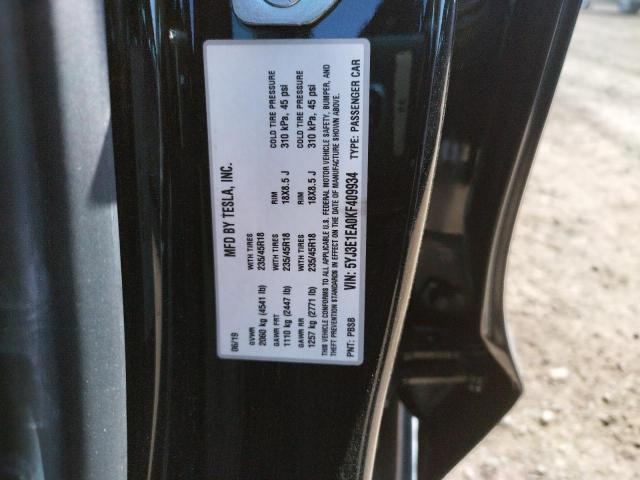 MFD BY TESLA, INC.
06/19
GVWR WITH TIRES RIM COLD TIRE PRESSURE
2060 kg (4541 lb) 235/45R18 18X8.5 J 310 kPa, 45 psi
GAWR FRT WITH TIRES RIM COLD TIRE PRESSURE
1110 kg (2447 lb) 235/45R18 18X8.5 J 310 kPa, 45 psi
GAWR RR
1257 kg (2771 lb) 235/45R18 18X8.5 J
THIS VEHICLE CONFORMS TO ALL APPLICABLE U.S. FEDERAL MOTOR VEHICLE SAFETY, BUMPER, AND
THEFT PREVENTION STANDARDS IN EFFECT ON THE DATE OF MANUFACTURE SHOWN ABOVE.
VIN: 5YJ3E1EA0KF409934
PNT: PBSB TYPE: PASSENGER CAR